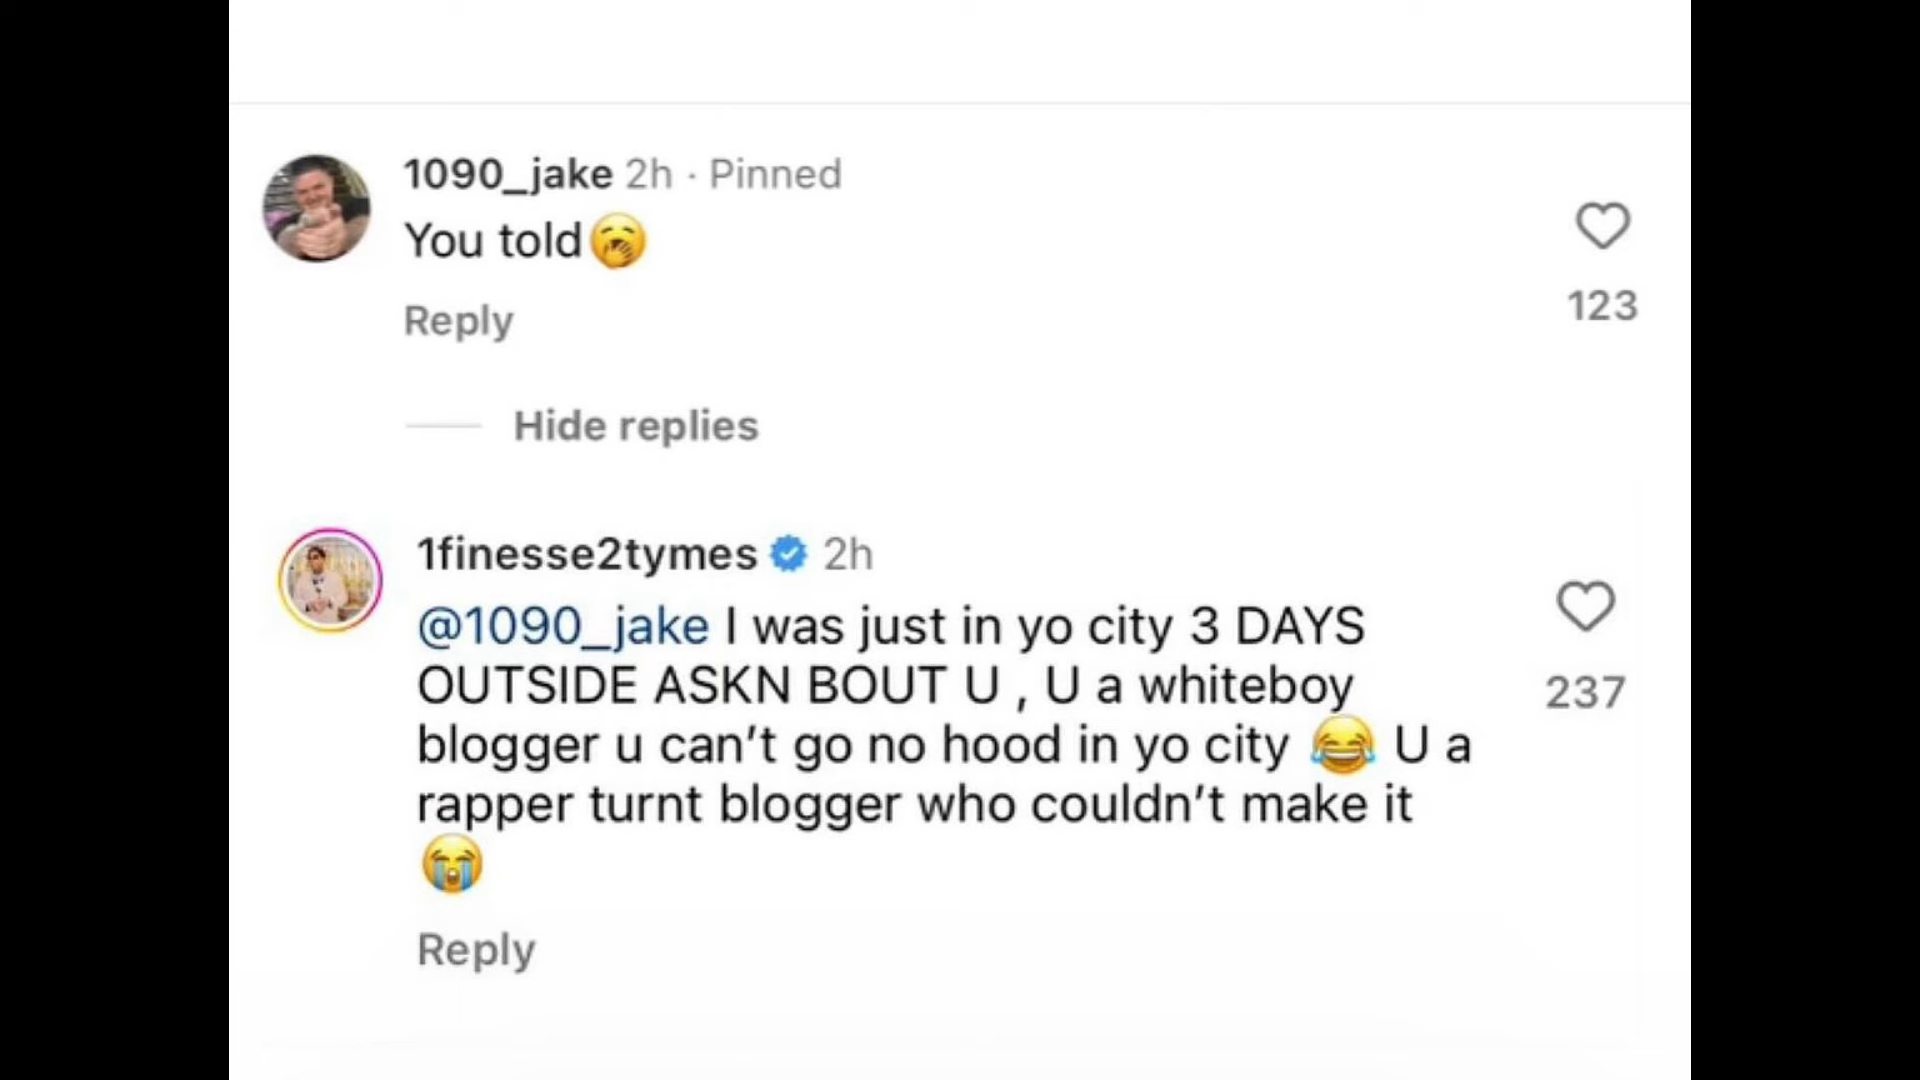 1090_jake 2h · Pinned
You told🥱
Reply
123
Hide replies
1finesse2tymes 2h
@1090_jake I was just in yo city 3 DAYS
OUTSIDE ASKN BOUT U , U a whiteboy
blogger u can’t go no hood in yo city 😂 U a
rapper turnt blogger who couldn’t make it
😭
237
Reply